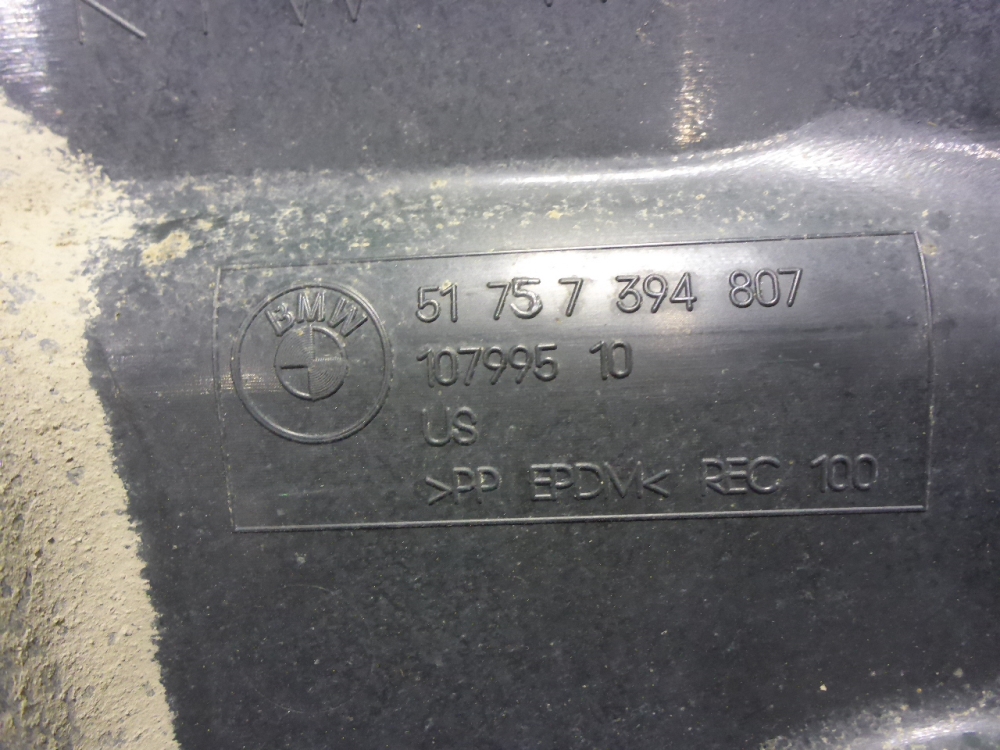 BMW
51 75 7 394 807
107995 10
US
>PP EPDM< REC 100